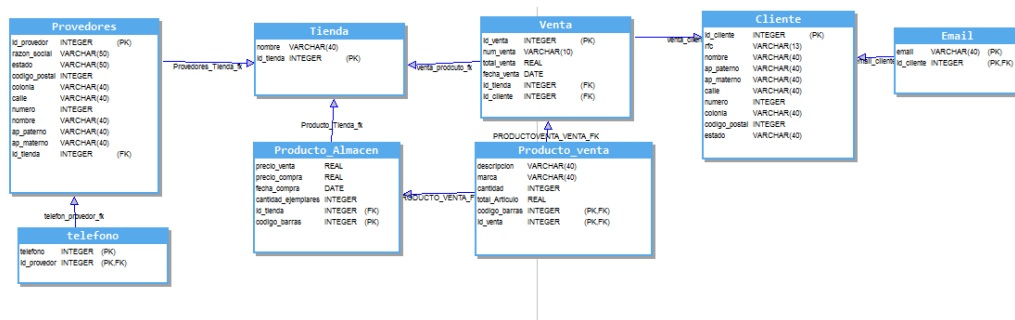 Provedores
id_provedor INTEGER (PK)
razon_social VARCHAR(50)
estado VARCHAR(50)
codigo_postal INTEGER
colonia VARCHAR(40)
calle VARCHAR(40)
numero INTEGER
nombre VARCHAR(40)
ap_paterno VARCHAR(40)
ap_materno VARCHAR(40)
id_tienda INTEGER (FK)
Provedores_Tienda_fk
Tienda
nombre VARCHAR(40)
id_tienda INTEGER (PK)
venta_prodcuto_fk
Venta
id_venta INTEGER (PK)
num_venta VARCHAR(10)
total_venta REAL
fecha_venta DATE
id_tienda INTEGER (FK)
id_cliente INTEGER (FK)
venta_clien
Cliente
id_cliente INTEGER (PK)
rfc VARCHAR(13)
nombre VARCHAR(40)
ap_paterno VARCHAR(40)
ap_materno VARCHAR(40)
calle VARCHAR(40)
numero INTEGER
colonia VARCHAR(40)
codigo_postal INTEGER
estado VARCHAR(40)
email_cliente
Email
email VARCHAR(40) (PK)
id_cliente INTEGER (PK,FK)
telefon_provedor_fk
telefono
telefono INTEGER (PK)
id_provedor INTEGER (PK,FK)
Producto_Tienda_fk
Producto_Almacen
precio_venta REAL
precio_compra REAL
fecha_compra DATE
cantidad_ejemplares INTEGER
id_tienda INTEGER (FK)
codigo_barras INTEGER (PK)
RODUCTO_VENTA_F
PRODUCTOVENTA_VENTA_FK
Producto_venta
descripcion VARCHAR(40)
marca VARCHAR(40)
cantidad INTEGER
total_Articulo REAL
codigo_barras INTEGER (PK,FK)
id_venta INTEGER (PK,FK)